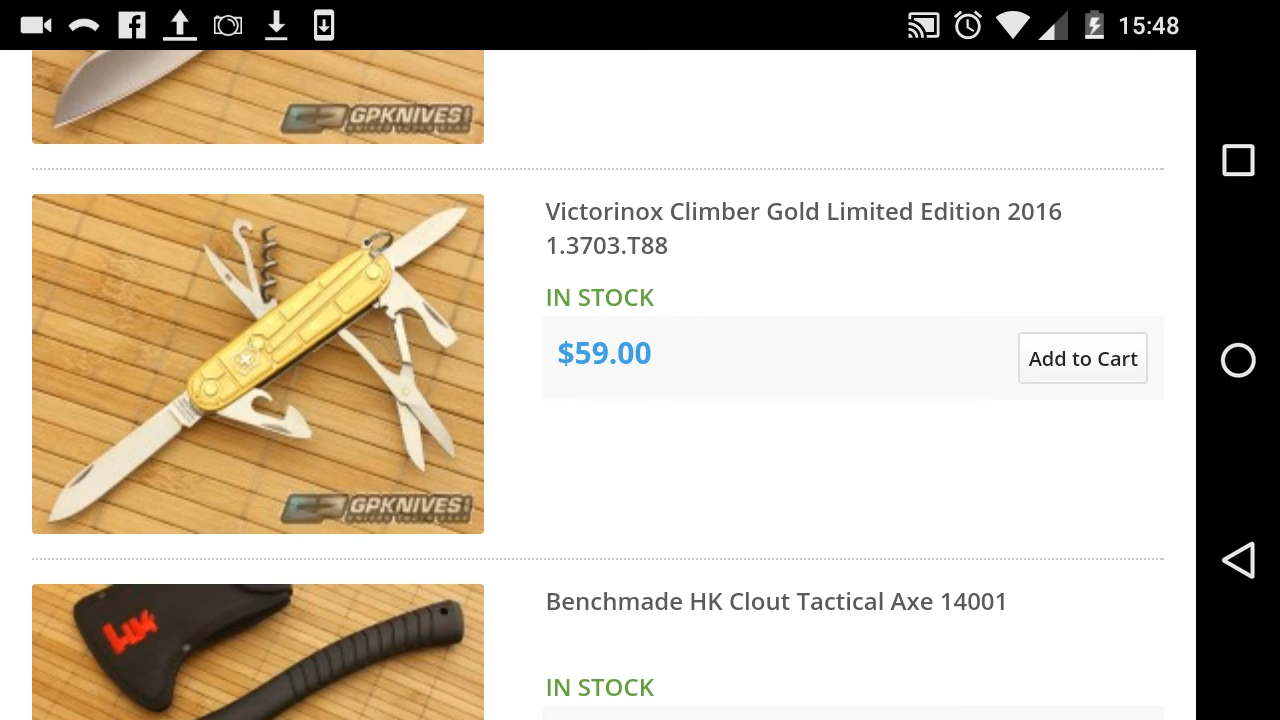 15:48
GPKNIVES!
Victorinox Climber Gold Limited Edition 2016
1.3703.T88
IN STOCK
$59.00
Add to Cart
GPKNIVES!
Benchmade HK Clout Tactical Axe 14001
IN STOCK